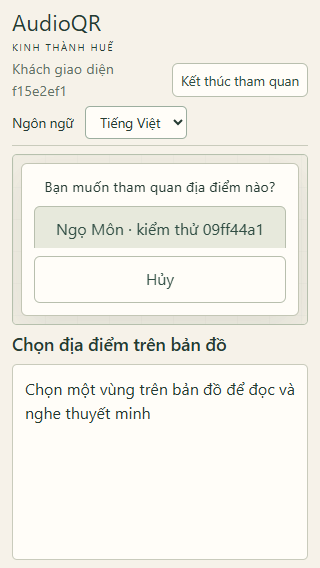 AudioQR
KINH THÀNH HUẾ
Khách giao diện
f15e2ef1
Kết thúc tham quan
Ngôn ngữ
Tiếng Việt
Bạn muốn tham quan địa điểm nào?
Ngọ Môn · kiểm thử 09ff44a1
Hủy
Chọn địa điểm trên bản đồ
Chọn một vùng trên bản đồ để đọc và
nghe thuyết minh